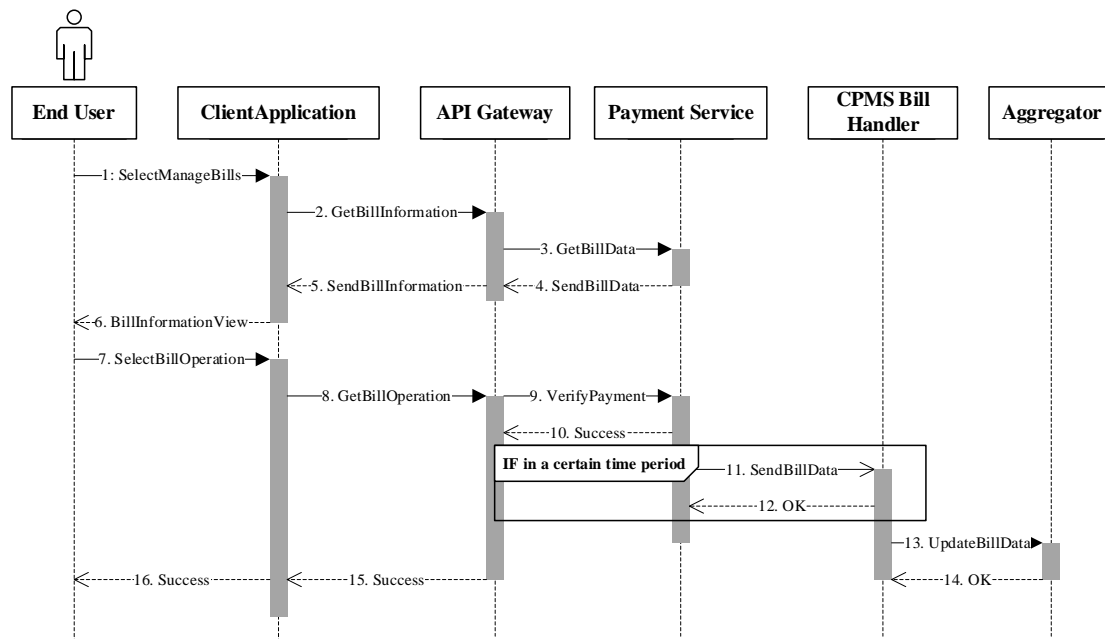 End User
ClientApplication
API Gateway
Payment Service
CPMS Bill
Handler
Aggregator
1: SelectManageBills
2. GetBillInformation
3. GetBillData
5. SendBillInformation
4. SendBillData
6. BillInformationView
7. SelectBillOperation
8. GetBillOperation
9. VerifyPayment
10. Success
IF in a certain time period
11. SendBillData
12. OK
13. UpdateBillData
16. Success
15. Success
14. OK